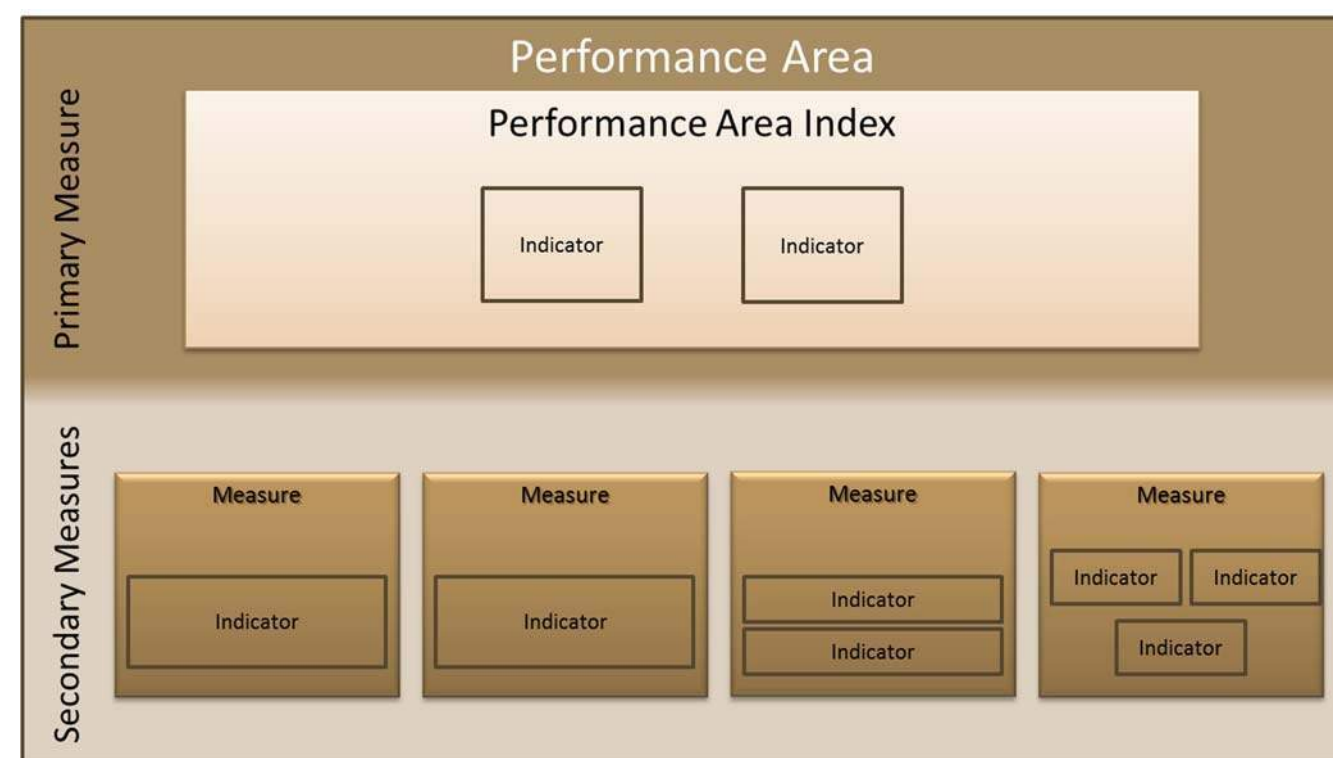 Performance Area
Primary Measure
Performance Area Index
Indicator
Indicator
Secondary Measures
Measure
Indicator
Measure
Indicator
Measure
Indicator
Indicator
Measure
Indicator
Indicator
Indicator